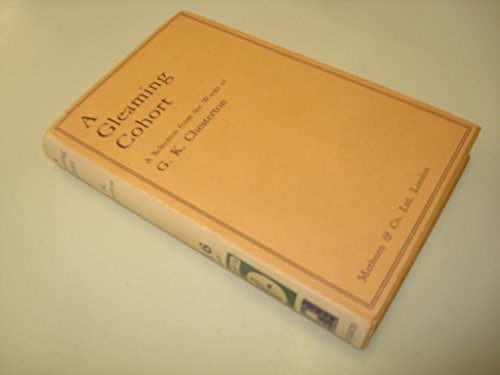 A
Gleaming
Cohort
A Selection from the Works of
G. K. Chesterton
Methuen & Co. Ltd. London